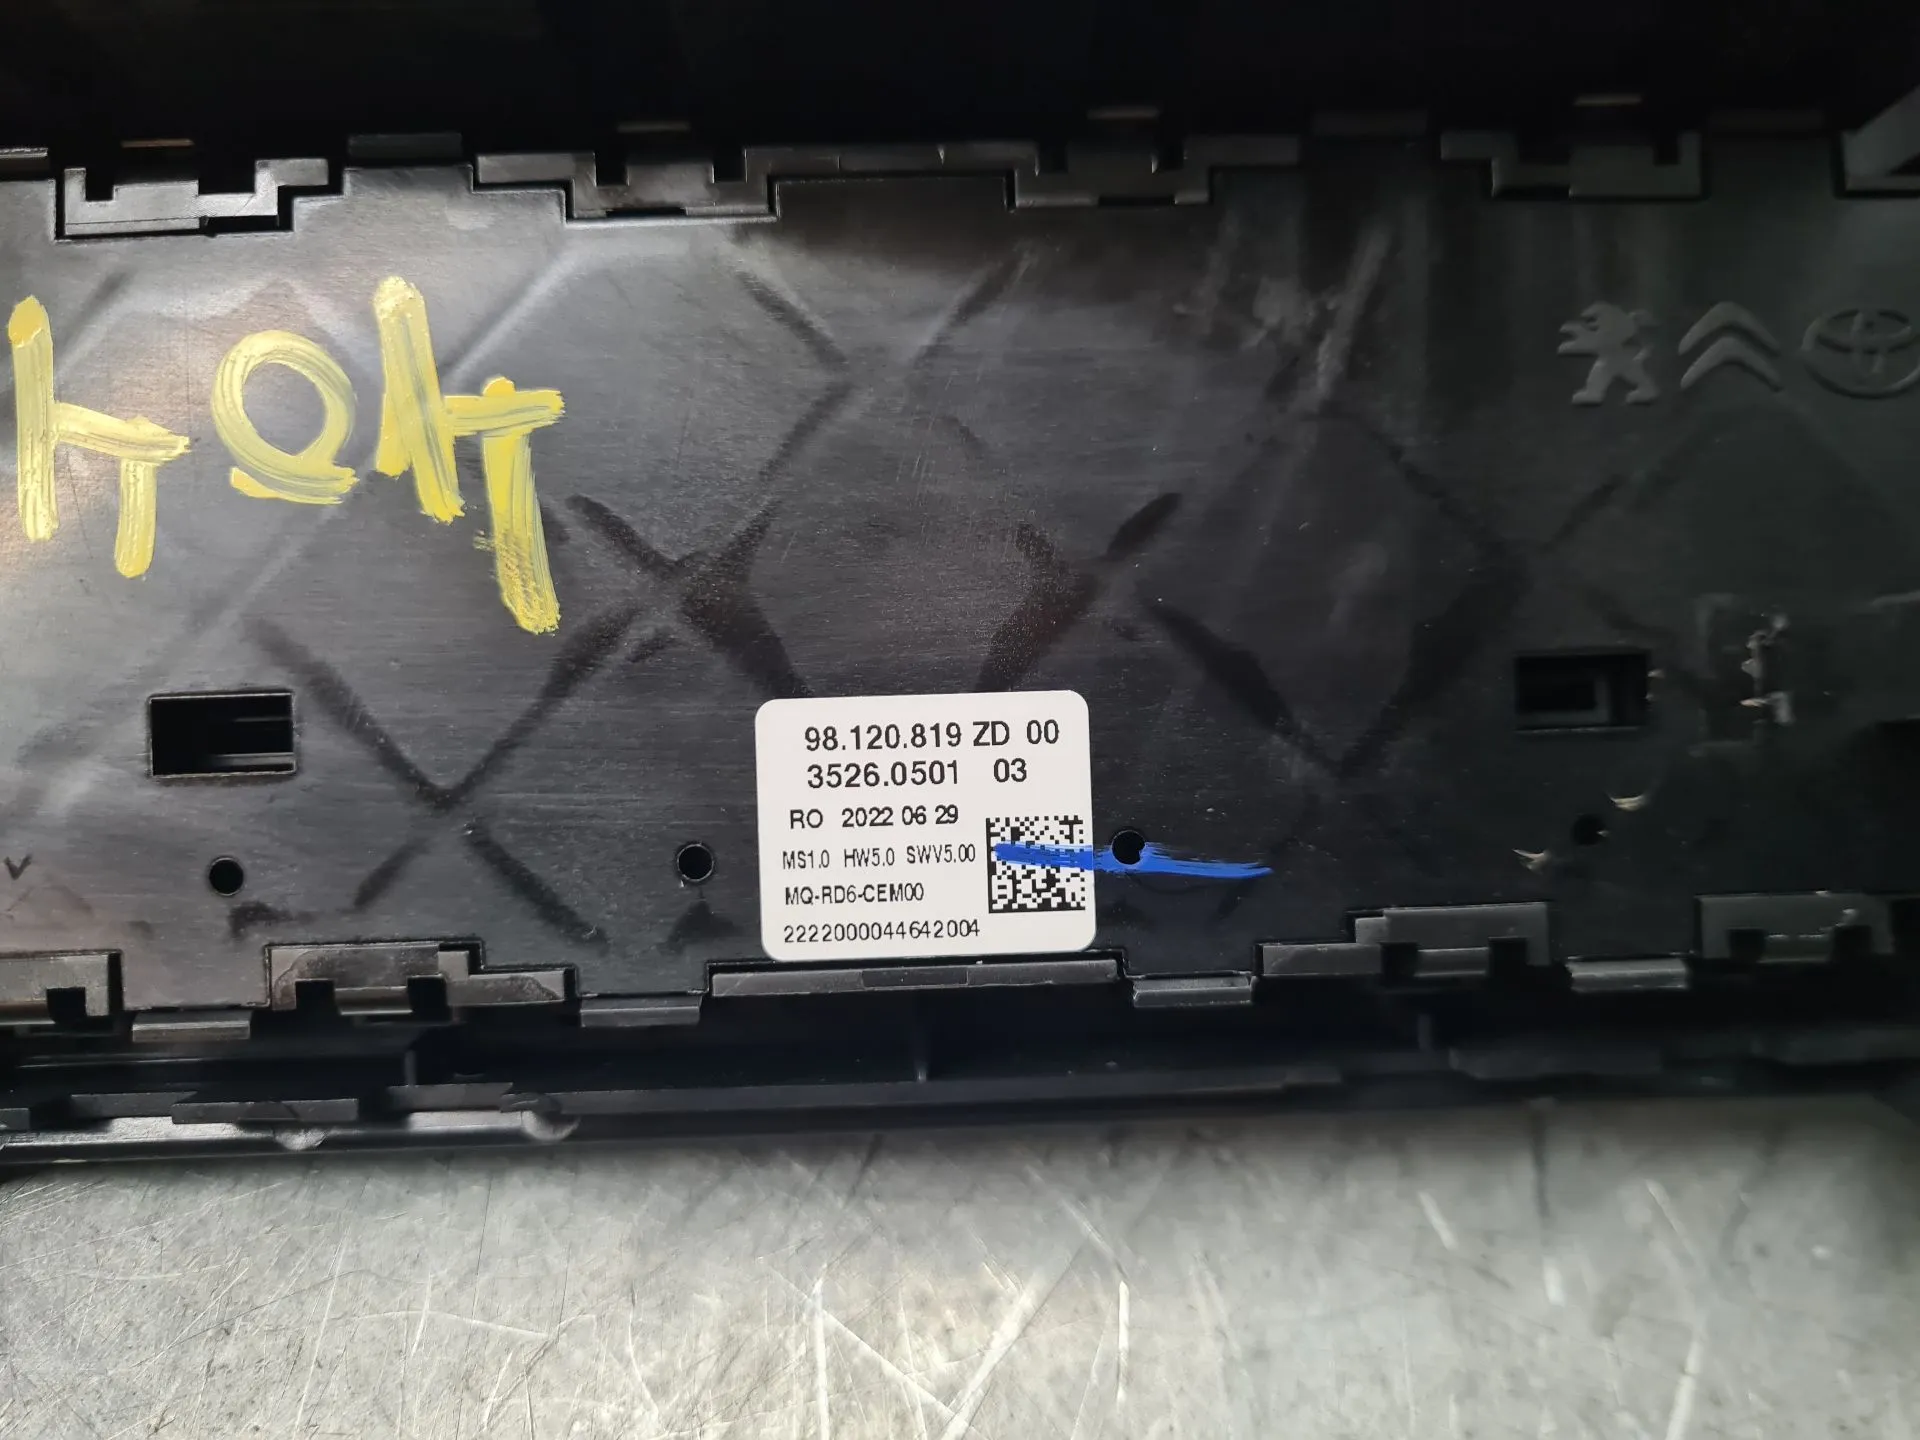 98.120.819 ZD 00
3526.0501 03
RO 2022 06 29
MS1.0 HW5.0 SWV5.00
MQ-RD6-CEM00
2222000044642004